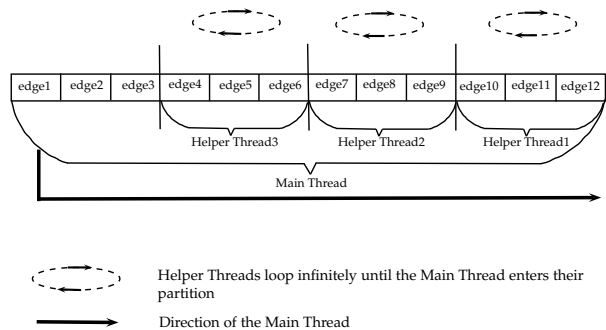 edge1 edge2 edge3 edge4 edge5 edge6 edge7 edge8 edge9 edge10 edge11 edge12
Helper Thread3 Helper Thread2 Helper Thread1
Main Thread
Helper Threads loop infinitely until the Main Thread enters their
partition
Direction of the Main Thread